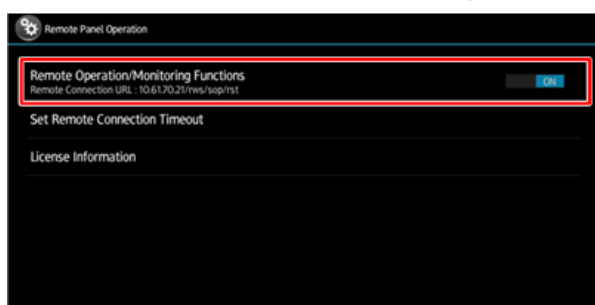 Remote Panel Operation
Remote Operation/Monitoring Functions
ON
Remote Connection URL : 10.61.70.21/rws/sop/rst
Set Remote Connection Timeout
License Information